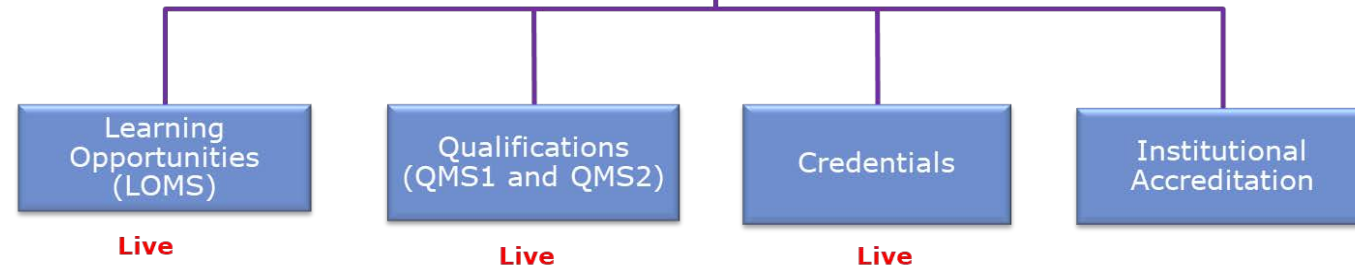 Learning
Opportunities
(LOMS)
Live
Qualifications
(QMS1 and QMS2)
Live
Credentials
Live
Institutional
Accreditation